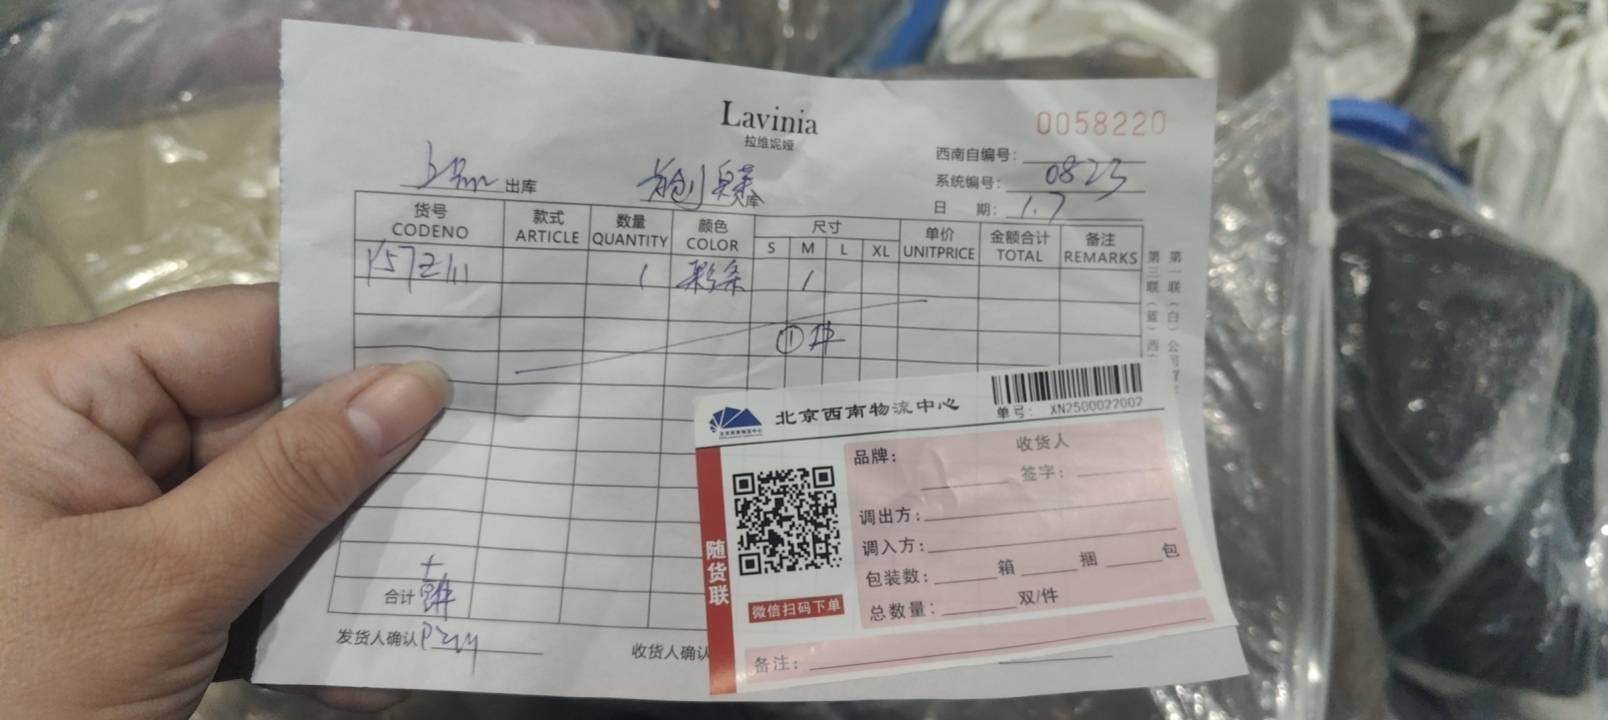 Lavinia
拉维妮娅
0058220
西南自编号:
系统编号: 0823
日 期: 1.7
出库
库
货号 款式 数量 颜色 尺寸 单价 金额合计 备注
CODENO ARTICLE QUANTITY COLOR S M L XL UNITPRICE TOTAL REMARKS
1 彩条 1
①件
第一联(白)公司
第三联(蓝)西
合计
发货人确认
收货人确认
北京西南物流中心
单号: XN2500022002
随货联
微信扫码下单
品牌:
收货人
签字:
调出方:
调入方:
包装数: 箱 捆 包
总数量: 双/件
备注: